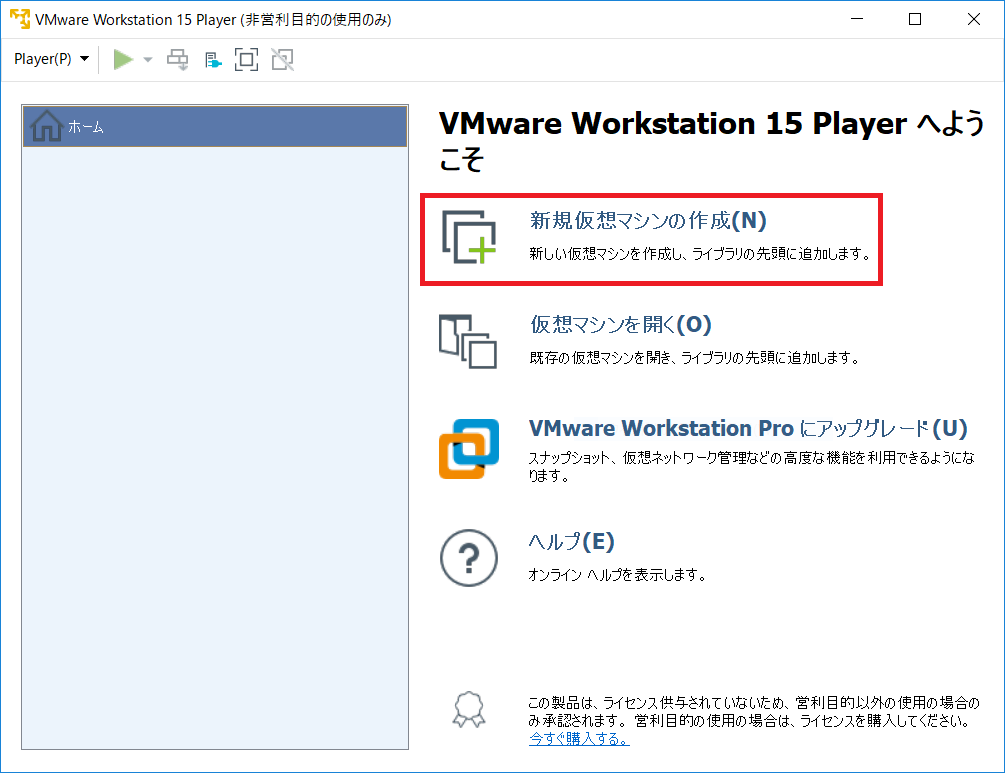 VMware Workstation 15 Player (非営利目的の使用のみ)
Player(P)
ホーム
VMware Workstation 15 Player へよう
こそ
新規仮想マシンの作成(N)
新しい仮想マシンを作成し、ライブラリの先頭に追加します。
仮想マシンを開く(O)
既存の仮想マシンを開き、ライブラリの先頭に追加します。
VMware Workstation Pro にアップグレード(U)
スナップショット、仮想ネットワーク管理などの高度な機能を利用できるようにな
ります。
ヘルプ(E)
オンライン ヘルプを表示します。
この製品は、ライセンス供与されていないため、営利目的以外の使用の場合の
み承認されます。営利目的の使用の場合は、ライセンスを購入してください。
今すぐ購入する。